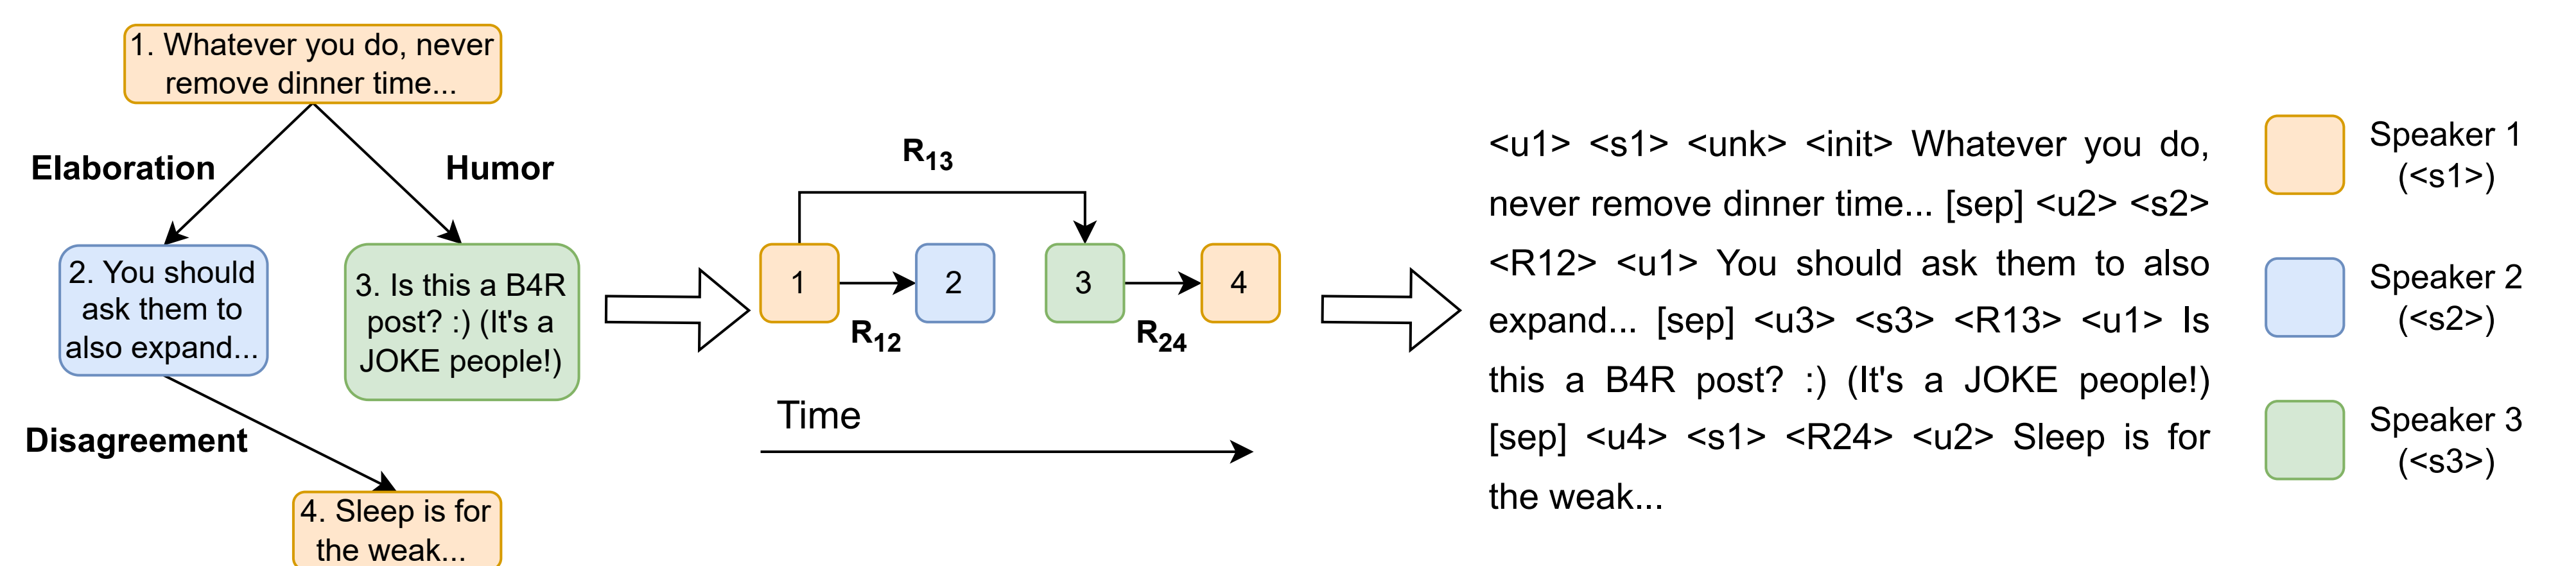 1. Whatever you do, never
remove dinner time...
Elaboration
Humor
2. You should
ask them to
also expand...
3. Is this a B4R
post? :) (It's a
JOKE people!)
Disagreement
4. Sleep is for
the weak...
R13
1
2
3
4
R12
R24
Time
<u1> <s1> <unk> <init> Whatever you do,
never remove dinner time... [sep] <u2> <s2>
<R12> <u1> You should ask them to also
expand... [sep] <u3> <s3> <R13> <u1> Is
this a B4R post? :) (It's a JOKE people!)
[sep] <u4> <s1> <R24> <u2> Sleep is for
the weak...
Speaker 1
(<s1>)
Speaker 2
(<s2>)
Speaker 3
(<s3>)